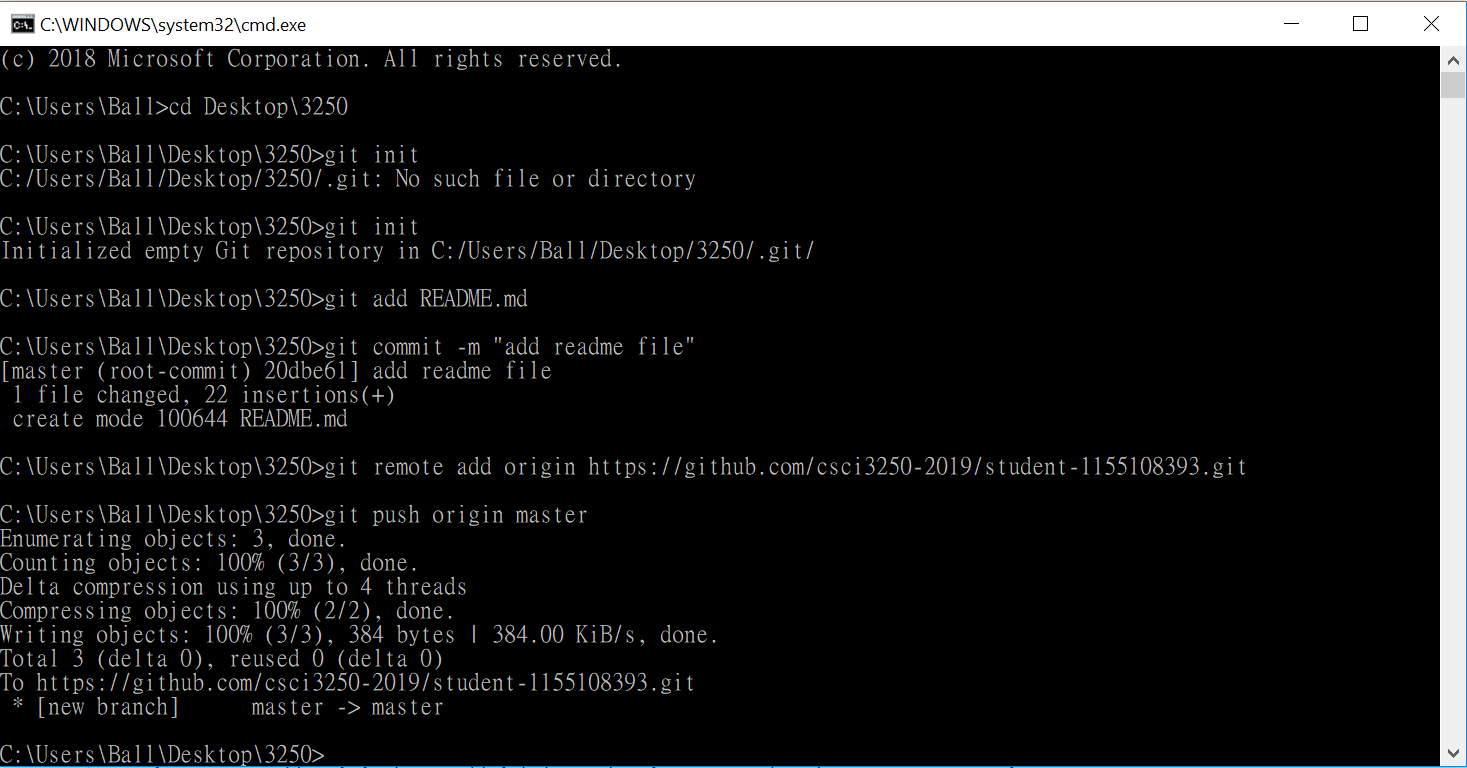 C:\WINDOWS\system32\cmd.exe
(c) 2018 Microsoft Corporation. All rights reserved.
C:\Users\Ball>cd Desktop\3250
C:\Users\Ball\Desktop\3250>git init
C:/Users/Ball/Desktop/3250/.git: No such file or directory
C:\Users\Ball\Desktop\3250>git init
Initialized empty Git repository in C:/Users/Ball/Desktop/3250/.git/
C:\Users\Ball\Desktop\3250>git add README.md
C:\Users\Ball\Desktop\3250>git commit -m "add readme file"
[master (root-commit) 20dbe61] add readme file
 1 file changed, 22 insertions(+)
 create mode 100644 README.md
C:\Users\Ball\Desktop\3250>git remote add origin https://github.com/csci3250-2019/student-1155108393.git
C:\Users\Ball\Desktop\3250>git push origin master
Enumerating objects: 3, done.
Counting objects: 100% (3/3), done.
Delta compression using up to 4 threads
Compressing objects: 100% (2/2), done.
Writing objects: 100% (3/3), 384 bytes | 384.00 KiB/s, done.
Total 3 (delta 0), reused 0 (delta 0)
To https://github.com/csci3250-2019/student-1155108393.git
 * [new branch]      master -> master
C:\Users\Ball\Desktop\3250>